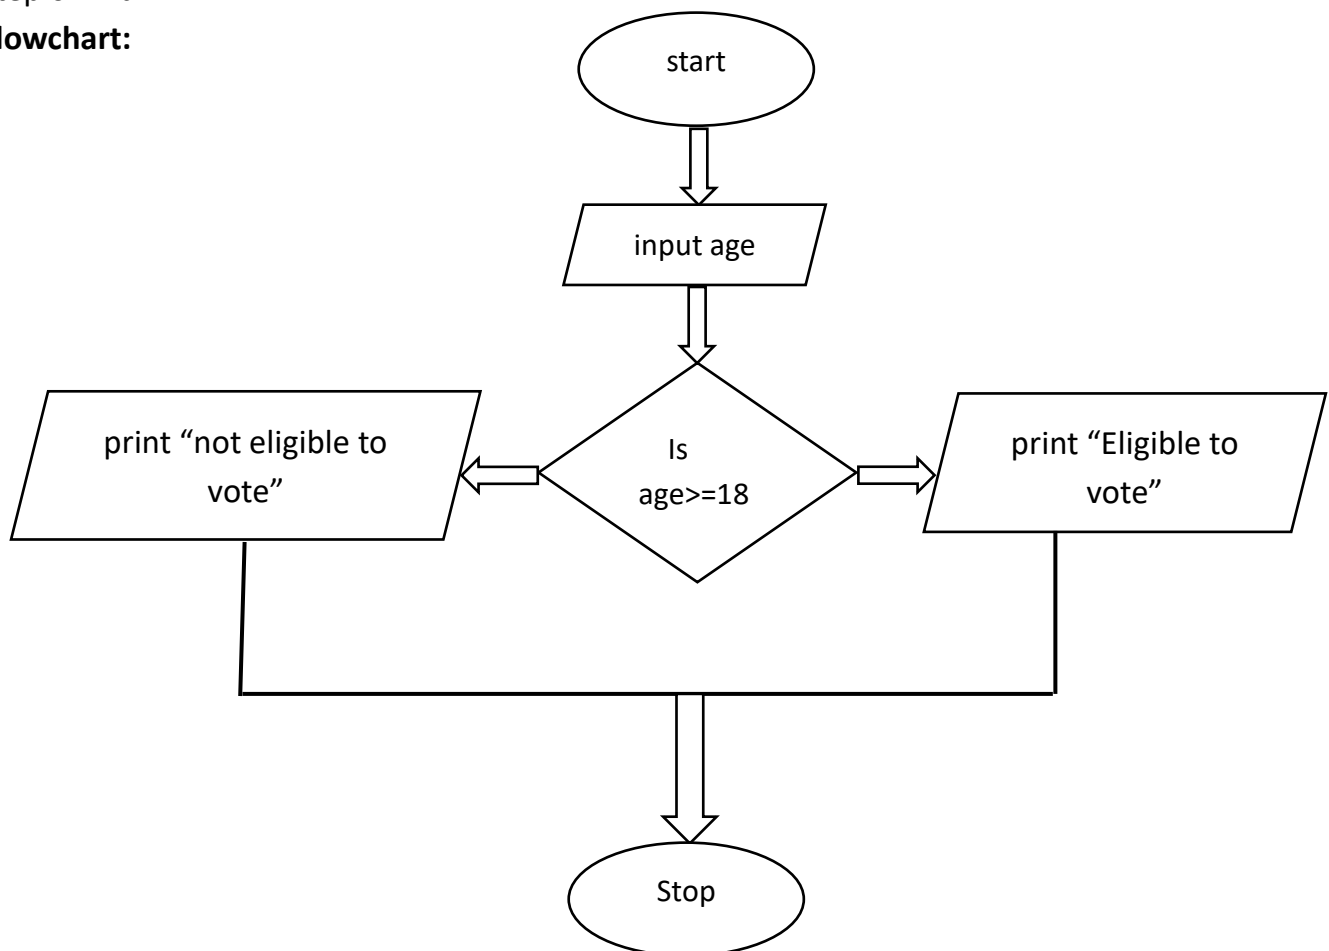 lowchart:
start
input age
Is
age>=18
print “not eligible to
vote”
print “Eligible to
vote”
Stop